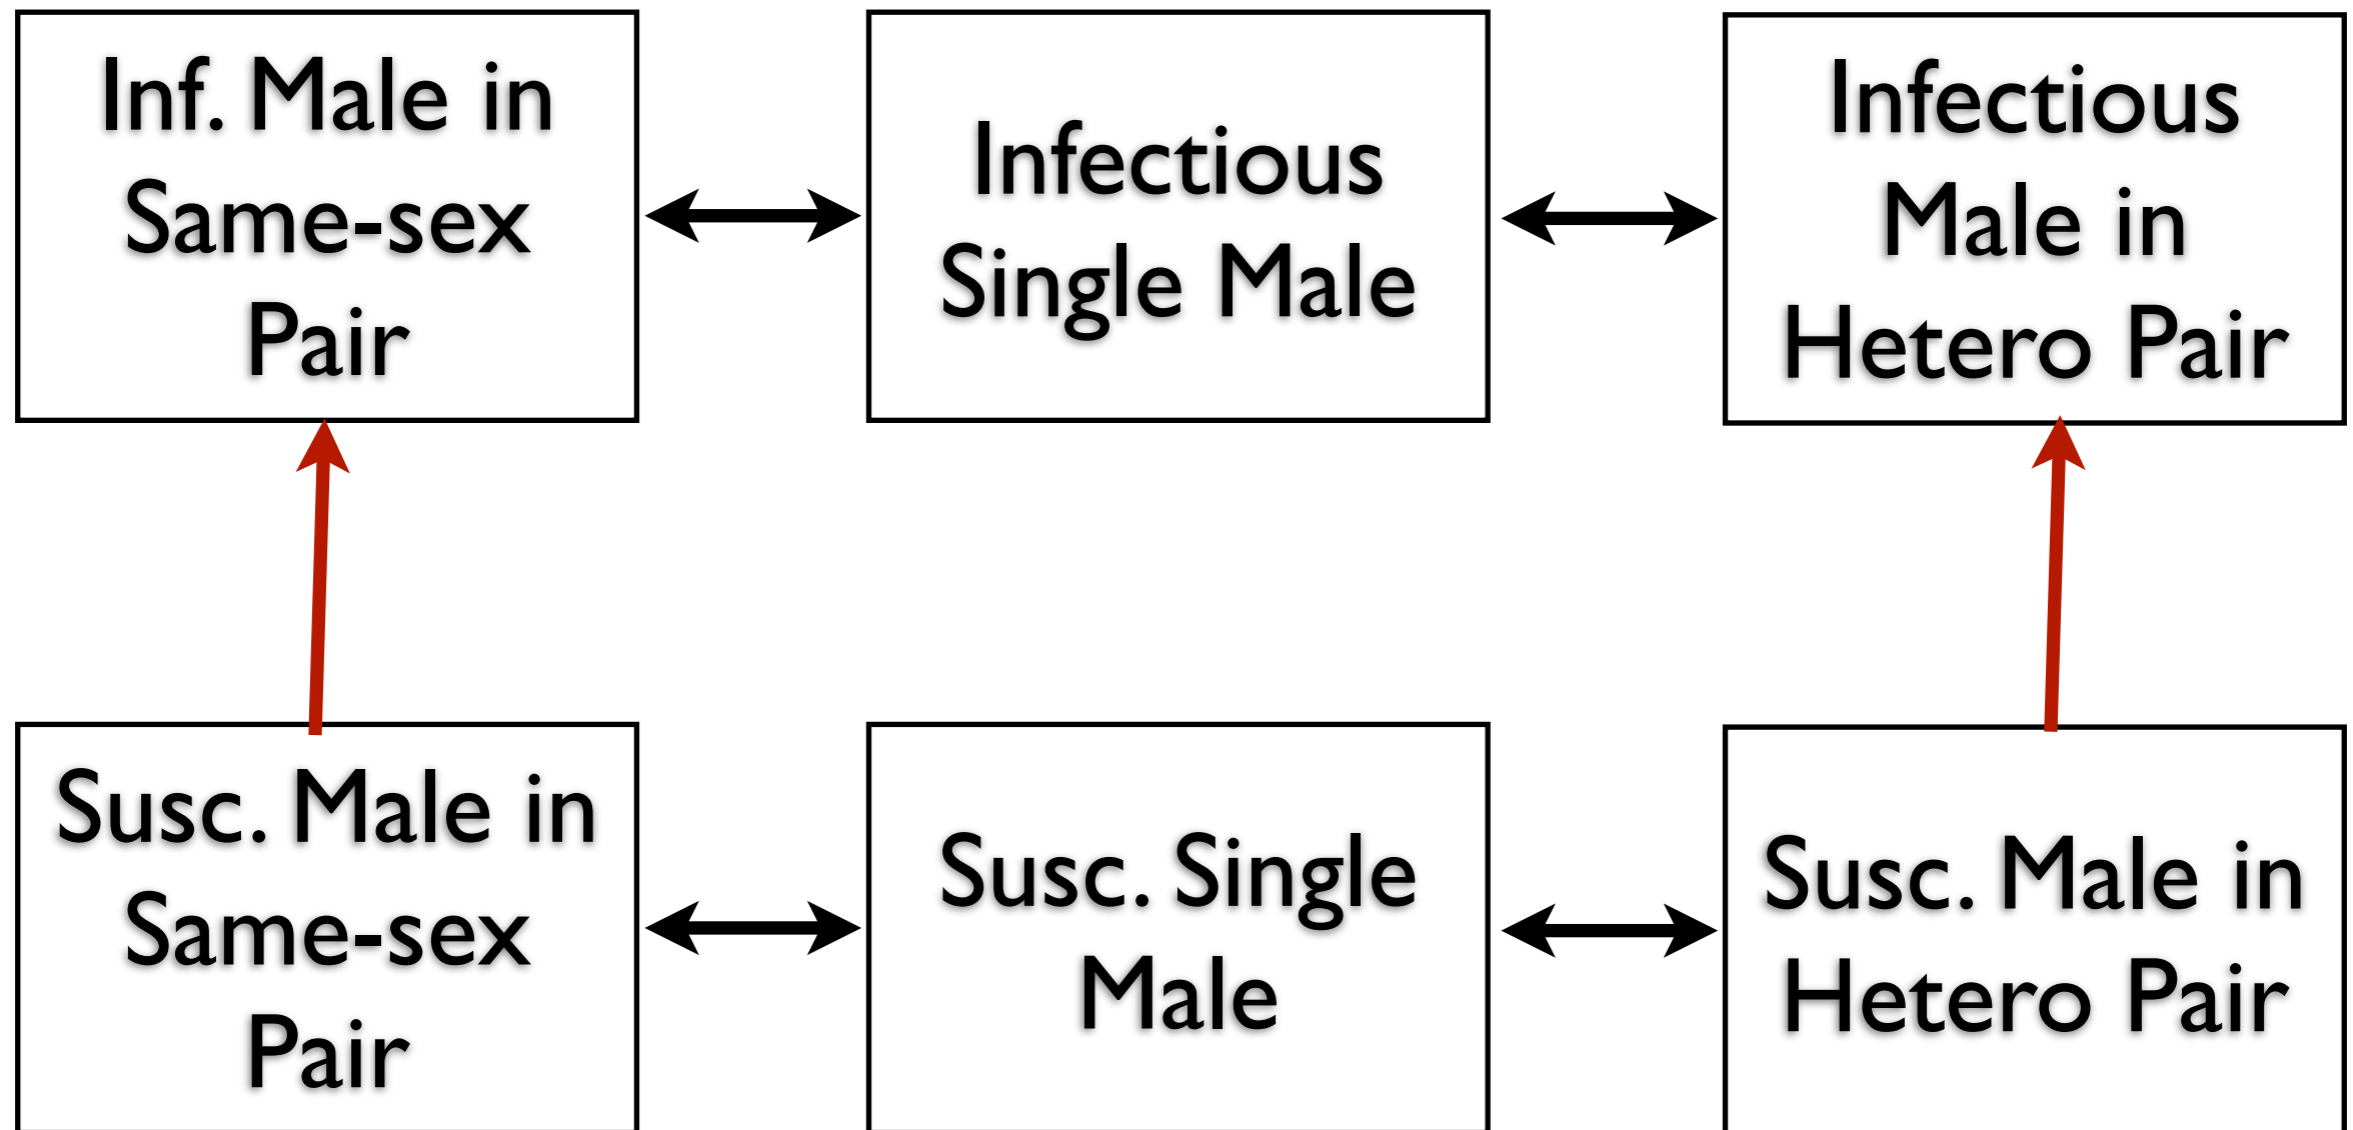 Inf. Male in
Same-sex
Pair
Infectious
Single Male
Infectious
Male in
Hetero Pair
Susc. Male in
Same-sex
Pair
Susc. Single
Male
Susc. Male in
Hetero Pair